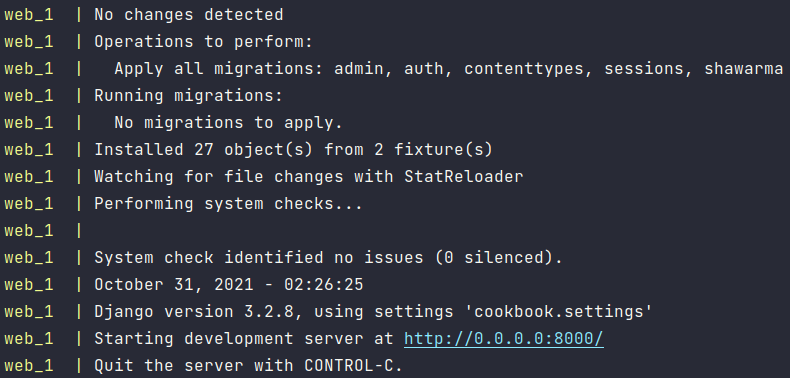 web_1  | No changes detected
web_1  | Operations to perform:
web_1  |   Apply all migrations: admin, auth, contenttypes, sessions, shawarma
web_1  | Running migrations:
web_1  |   No migrations to apply.
web_1  | Installed 27 object(s) from 2 fixture(s)
web_1  | Watching for file changes with StatReloader
web_1  | Performing system checks...
web_1  |
web_1  | System check identified no issues (0 silenced).
web_1  | October 31, 2021 - 02:26:25
web_1  | Django version 3.2.8, using settings 'cookbook.settings'
web_1  | Starting development server at http://0.0.0.0:8000/
web_1  | Quit the server with CONTROL-C.